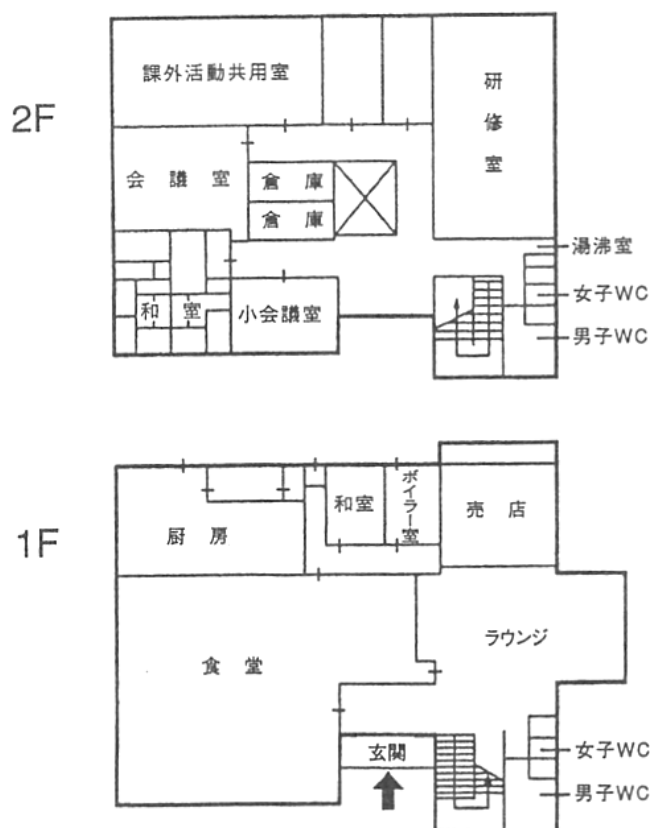 2F
課外活動共用室
研修室
会議室
倉庫
倉庫
湯沸室
女子WC
和室
小会議室
男子WC
1F
厨房
和室
ボイラー室
売店
食堂
ラウンジ
玄関
女子WC
男子WC